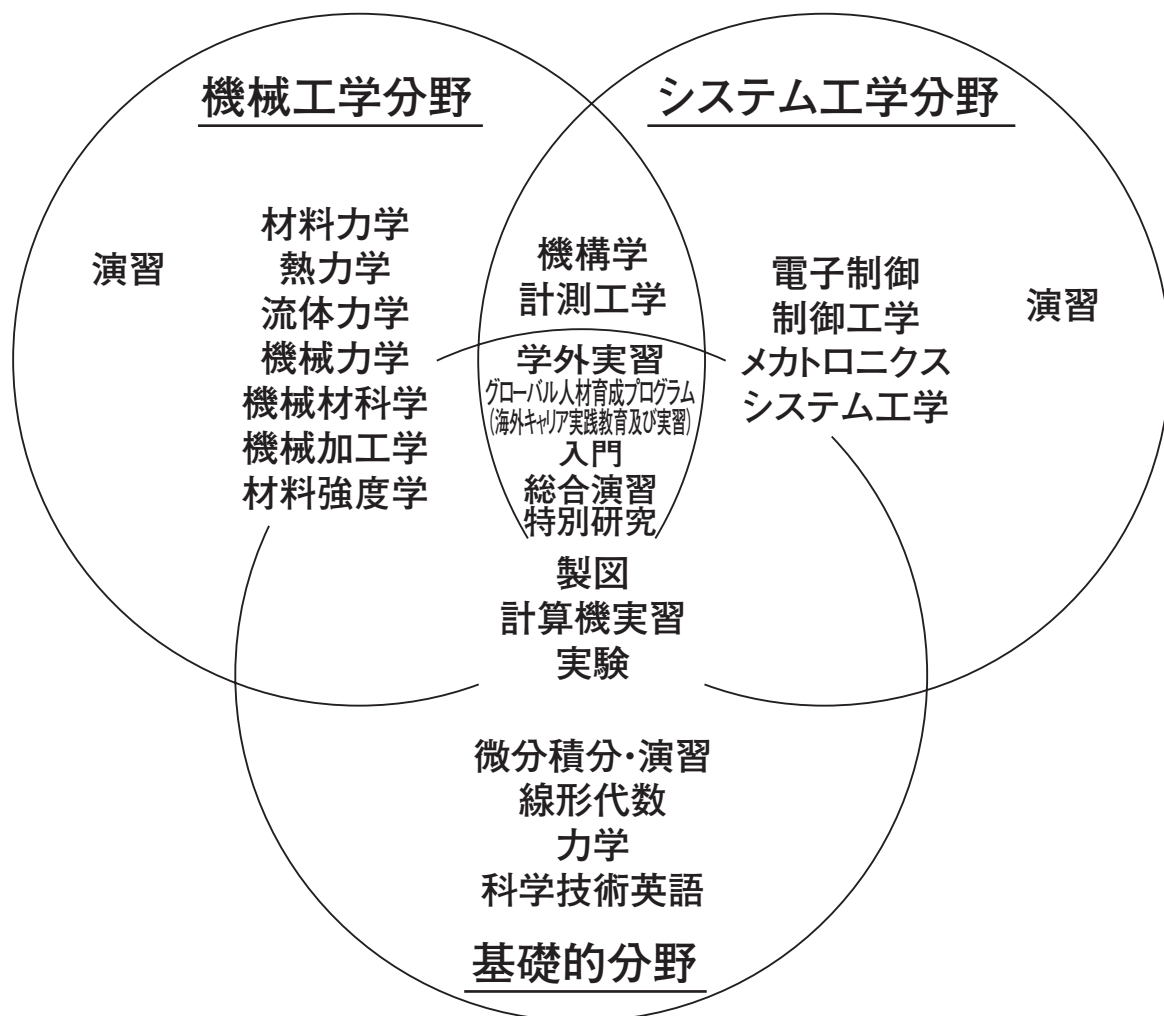 機械工学分野
システム工学分野
演習
材料力学
熱力学
流体力学
機械力学
機械材科学
機械加工学
材料強度学
機構学
計測工学
学外実習
グローバル人材育成プログラム
(海外キャリア実践教育及び実習)
入門
総合演習
特別研究
電子制御
制御工学
メカトロニクス
システム工学
演習
製図
計算機実習
実験
微分積分・演習
線形代数
力学
科学技術英語
基礎的分野